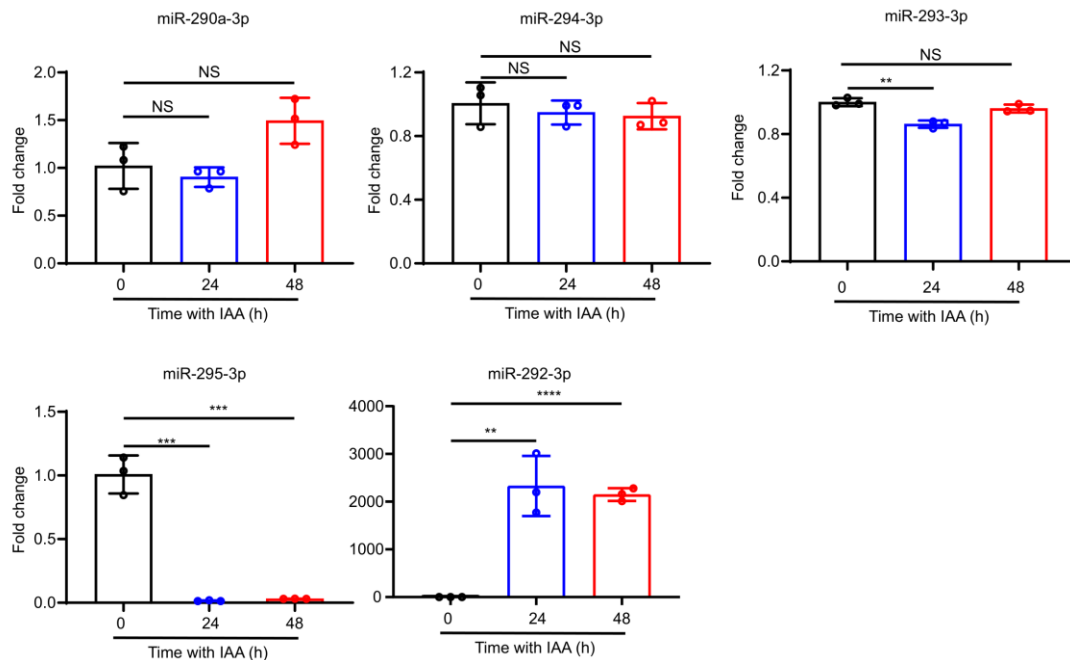 miR-290a-3p
NS
NS
2.0
1.5
1.0
0.5
0.0
Fold change
0 24 48
Time with IAA (h)
miR-294-3p
NS
NS
1.2
0.8
0.4
0.0
Fold change
0 24 48
Time with IAA (h)
miR-293-3p
NS
**
1.2
0.8
0.4
0.0
Fold change
0 24 48
Time with IAA (h)
miR-295-3p
***
***
1.5
1.0
0.5
0.0
Fold change
0 24 48
Time with IAA (h)
miR-292-3p
****
**
4000
3000
2000
1000
0
0 24 48
Time with IAA (h)